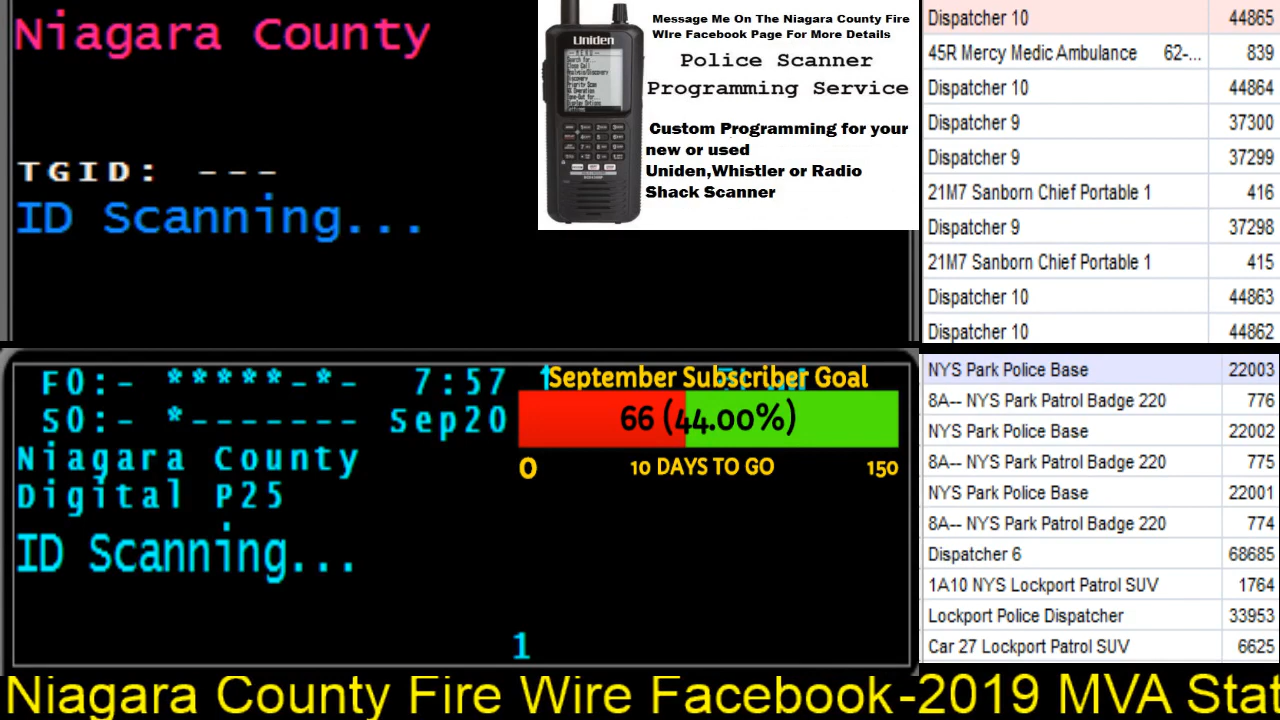 Niagara County
TGID: ---
ID Scanning...
Message Me On The Niagara County Fire
WIre Facebook Page For More Details
Police Scanner
Programming Service
Custom Programming for your
new or used
Uniden,Whistler or Radio
Shack Scanner
Uniden
Dispatcher 10 44865
45R Mercy Medic Ambulance 62-... 839
Dispatcher 10 44864
Dispatcher 9 37300
Dispatcher 9 37299
21M7 Sanborn Chief Portable 1 416
Dispatcher 9 37298
21M7 Sanborn Chief Portable 1 415
Dispatcher 10 44863
Dispatcher 10 44862
F0:- *****-*- 7:57
S0:- *------- Sep20
Niagara County
Digital P25
ID Scanning...
1
September Subscriber Goal
66 (44.00%)
0 10 DAYS TO GO 150
NYS Park Police Base 22003
8A-- NYS Park Patrol Badge 220 776
NYS Park Police Base 22002
8A-- NYS Park Patrol Badge 220 775
NYS Park Police Base 22001
8A-- NYS Park Patrol Badge 220 774
Dispatcher 6 68685
1A10 NYS Lockport Patrol SUV 1764
Lockport Police Dispatcher 33953
Car 27 Lockport Patrol SUV 6625
Niagara County Fire Wire Facebook-2019 MVA Stat